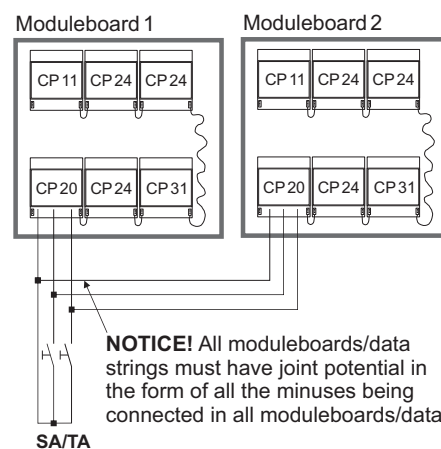 Moduleboard 1
Moduleboard 2
CP 11 CP 24 CP 24
CP 11 CP 24 CP 24
CP 20 CP 24 CP 31
CP 20 CP 24 CP 31
NOTICE! All moduleboards/data
strings must have joint potential in
the form of all the minuses being
connected in all moduleboards/data
SA/TA